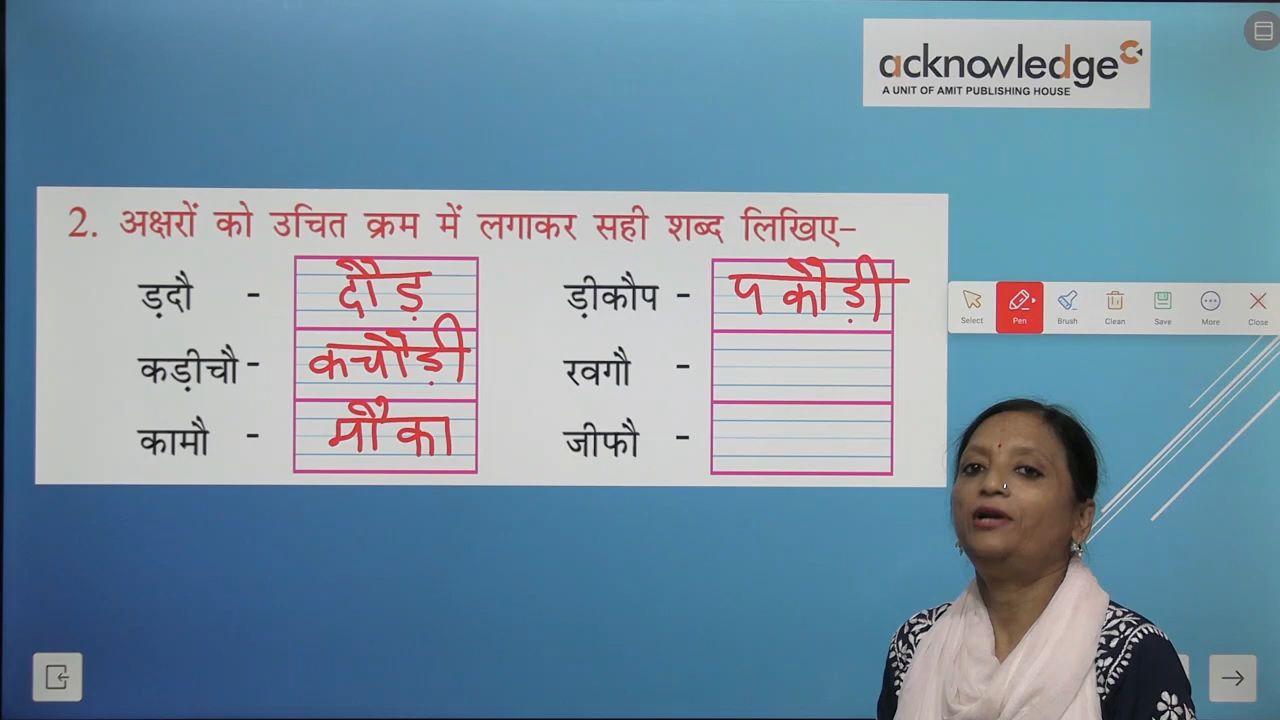 acknowledge
A UNIT OF AMIT PUBLISHING HOUSE
2. अक्षरों को उचित क्रम में लगाकर सही शब्द लिखिए-
ड़दौ - दौड़ ड़ीकौप - पकौड़ी
कड़ीचौ - कचौड़ी रवगौ -
कामौ - मौका जीफौ -
Select Pen Brush Clean Save More Close